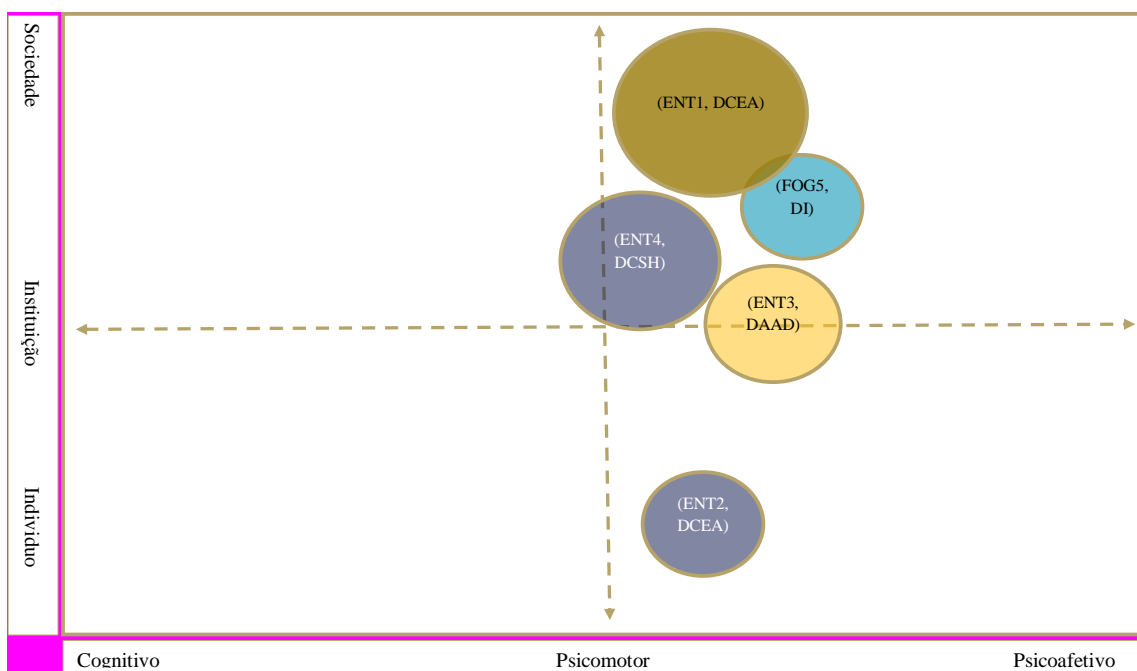 Sociedade
(ENT1, DCEA)
(FOG5,
DI)
(ENT4,
DCSH)
Instituição
(ENT3,
DAAD)
Indivíduo
(ENT2,
DCEA)
Cognitivo
Psicomotor
Psicoafetivo